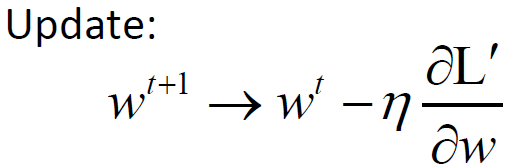 Update:
w^{t+1} → w^t − η ∂L′/∂w